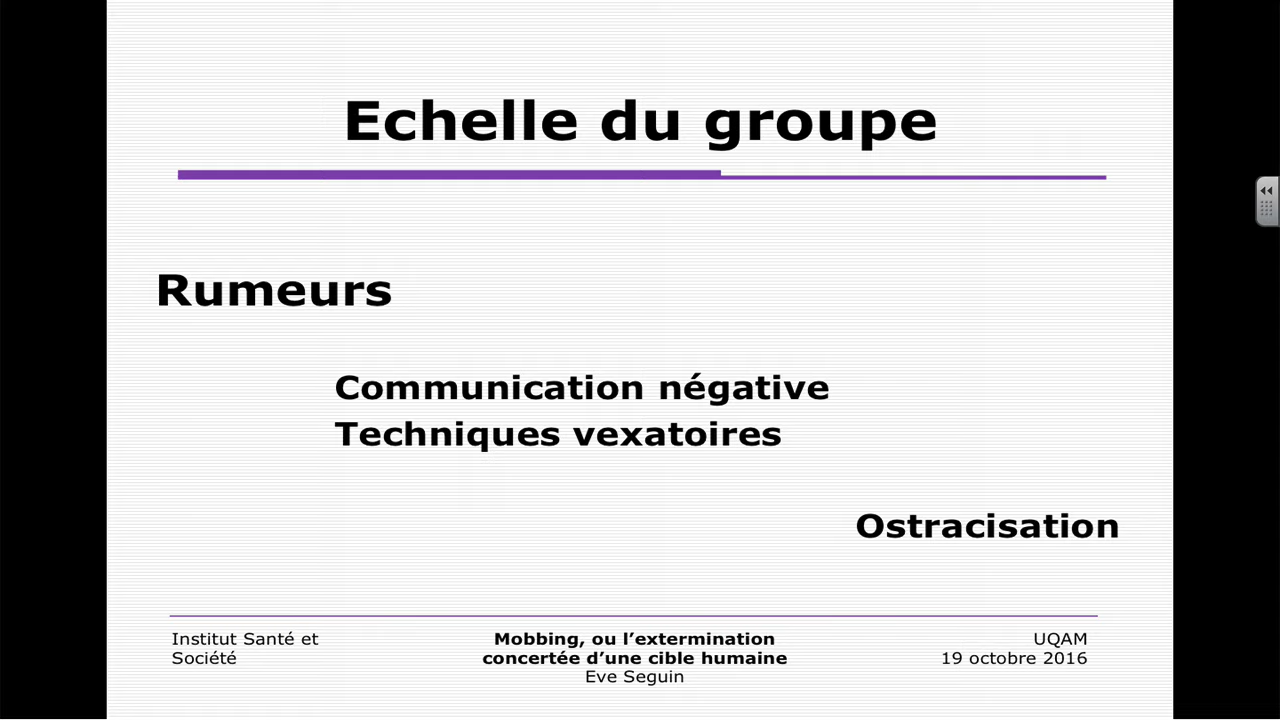 Echelle du groupe
Rumeurs
Communication négative
Techniques vexatoires
Ostracisation
Institut Santé et
Société
Mobbing, ou l’extermination
concertée d’une cible humaine
Eve Seguin
UQAM
19 octobre 2016